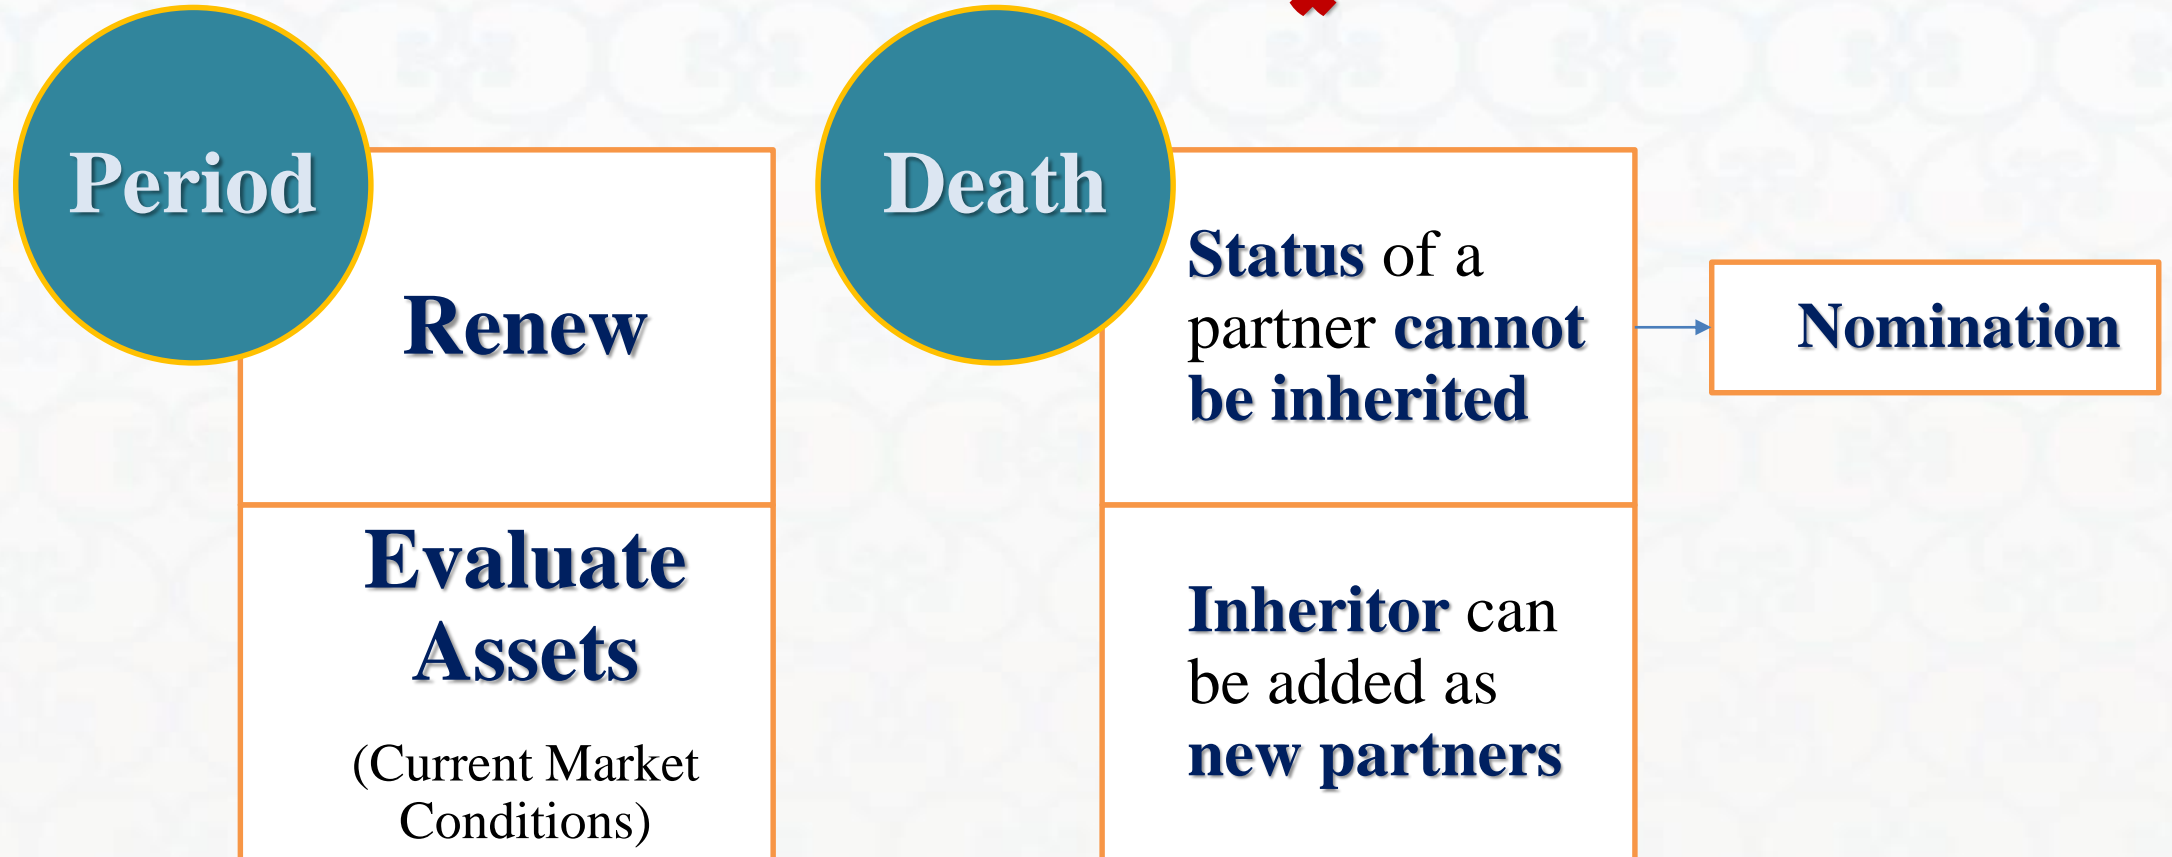 Period
Renew
Evaluate
Assets
(Current Market
Conditions)
Death
Status of a
partner cannot
be inherited
Nomination
Inheritor can
be added as
new partners